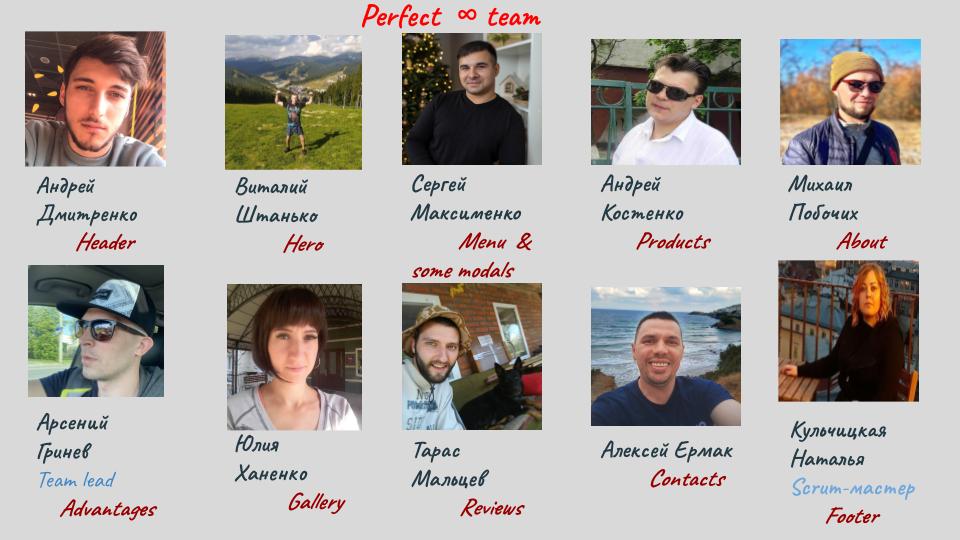 Perfect ∞ team
Андрей
Дмитренко
Header
Виталий
Штанько
Hero
Сергей
Максименко
Menu &
some modals
Андрей
Костенко
Products
Михаил
Побочих
About
Арсений
Гринев
Team lead
Advantages
Юлия
Ханенко
Gallery
Тарас
Мальцев
Reviews
Алексей Ермак
Contacts
Кульчицкая
Наталья
Scrum-мастер
Footer